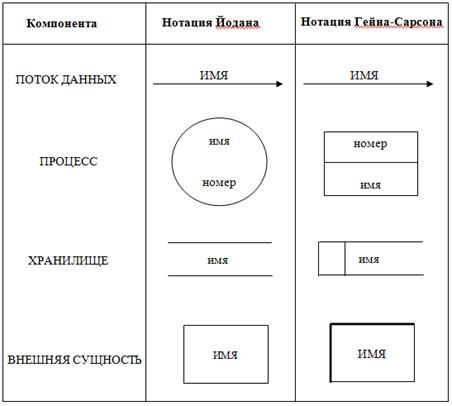 Компонента Нотация Йодана Нотация Гейна-Сарсона
ПОТОК ДАННЫХ ИМЯ ИМЯ
имя номер
ПРОЦЕСС
номер имя
ХРАНИЛИЩЕ имя имя
ВНЕШНЯЯ СУЩНОСТЬ ИМЯ ИМЯ